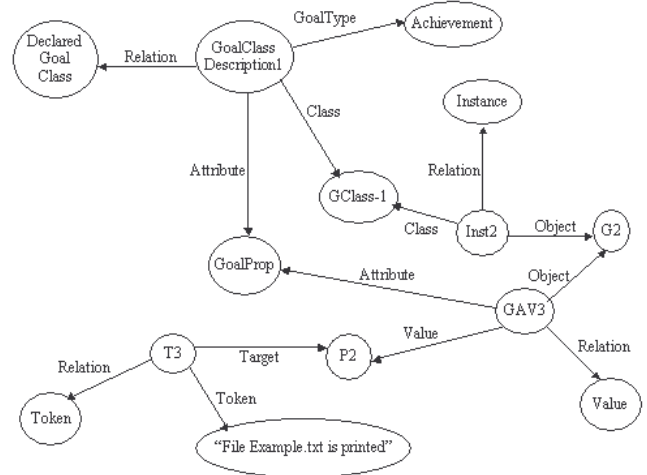 GoalType
Achievement
Declared
Goal
Class
Relation
GoalClass
Description1
Instance
Class
Relation
Attribute
GClass-1
Class
Inst2
Object
G2
GoalProp
Attribute
Object
GAV3
Value
Relation
T3
Target
P2
Relation
Token
Token
Value
“File Example.txt is printed”